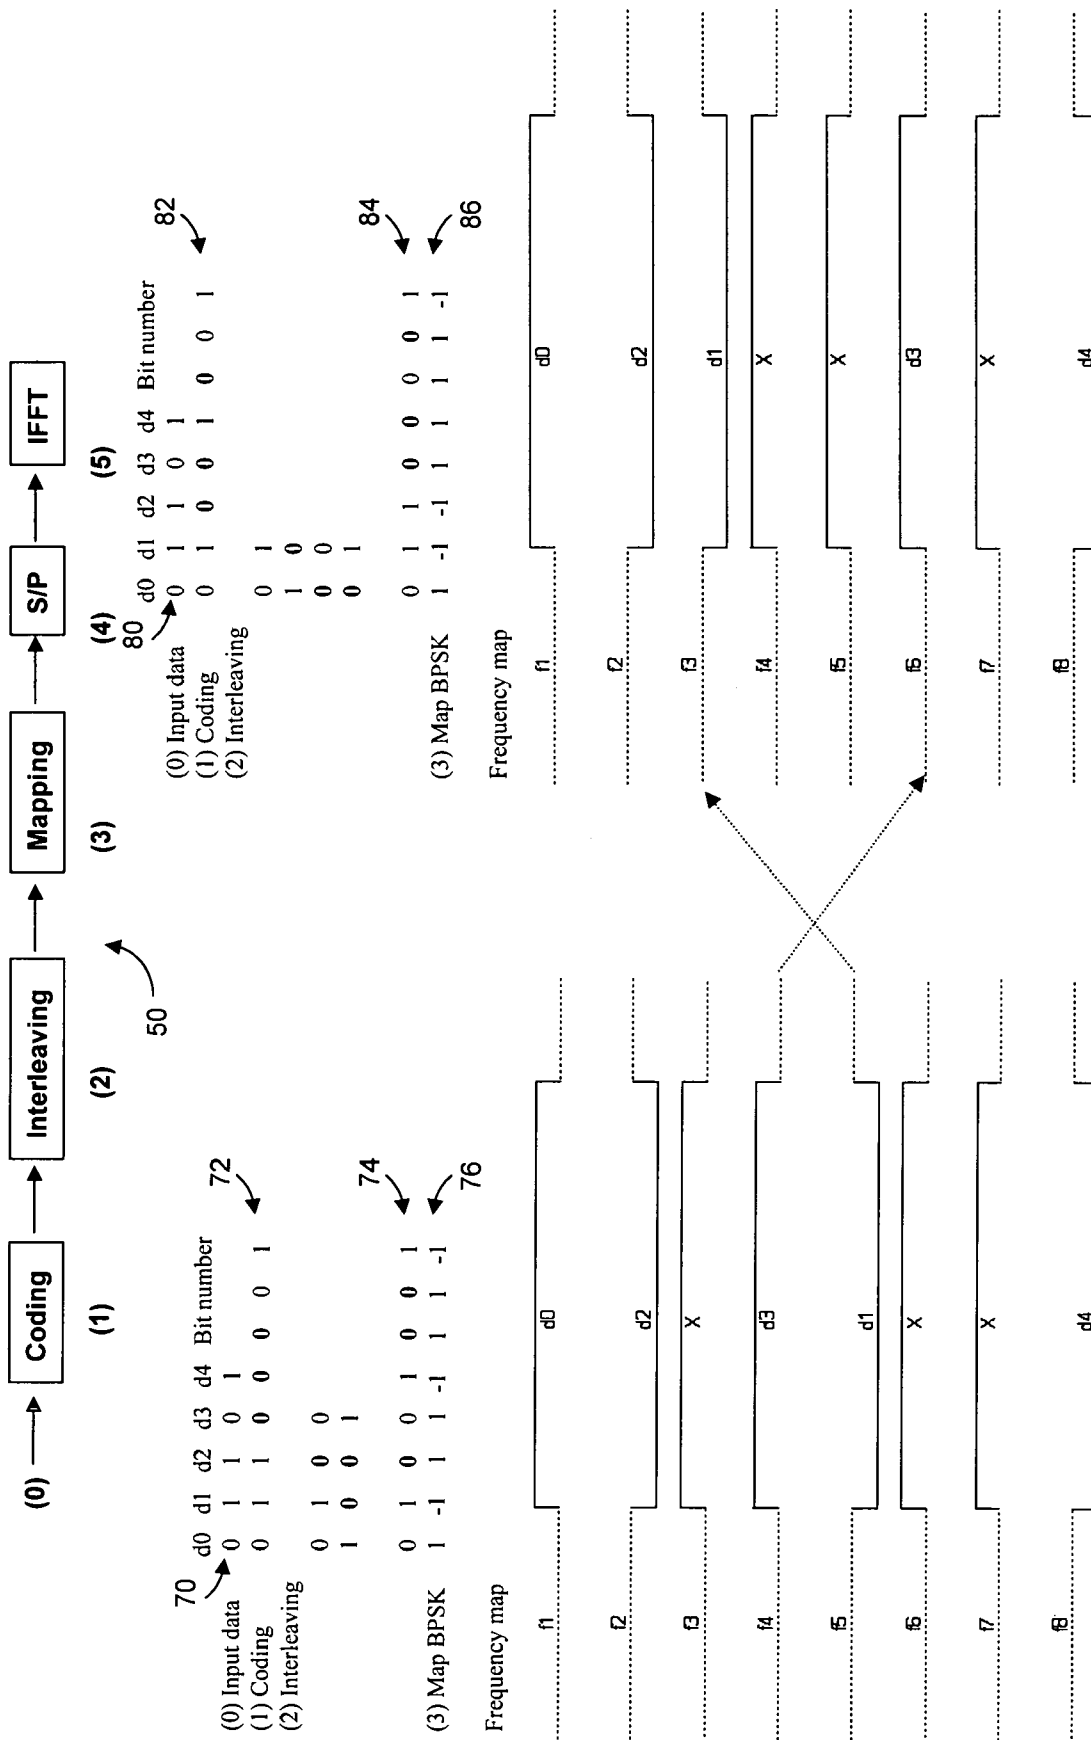 (0) Coding Interleaving Mapping S/P IFFT
(1) (2) (3) (4) (5)
50
70
d0 d1 d2 d3 d4 Bit number
(0) Input data 0 1 1 0 1
72
(1) Coding 0 1 1 0 0 0 0 1
(2) Interleaving
0 1 0 0
1 0 0 1
74
0 1 0 0 1 0 0 1
76
(3) Map BPSK 1 -1 1 1 -1 1 1 -1
Frequency map
f1 d0
f2 d2
f3 X
f4 d3
f5 d1
f6 X
f7 X
f8 d4
80
d0 d1 d2 d3 d4 Bit number
(0) Input data 0 1 1 0 1
82
(1) Coding 0 1 0 0 1 0 0 1
(2) Interleaving
0 1
1 0
0 0
0 1
84
0 1 1 0 0 0 0 1
86
(3) Map BPSK 1 -1 -1 1 1 1 1 -1
Frequency map
f1 d0
f2 d2
f3 d1
f4 X
f5 X
f6 d3
f7 X
f8 d4